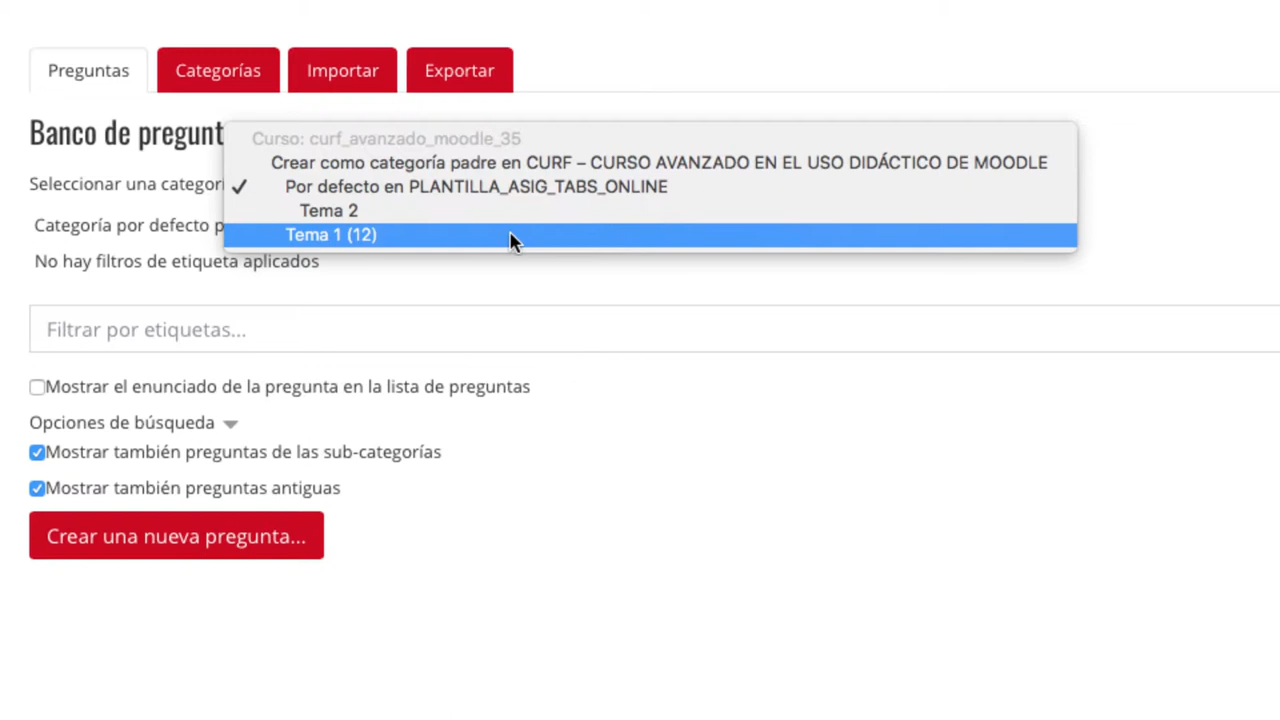 Preguntas Categorías Importar Exportar
Banco de pregunt
Curso: curf_avanzado_moodle_35
Crear como categoría padre en CURF – CURSO AVANZADO EN EL USO DIDÁCTICO DE MOODLE
Seleccionar una categorí
✓ Por defecto en PLANTILLA_ASIG_TABS_ONLINE
Tema 2
Categoría por defecto p
Tema 1 (12)
No hay filtros de etiqueta aplicados
Filtrar por etiquetas...
Mostrar el enunciado de la pregunta en la lista de preguntas
Opciones de búsqueda
Mostrar también preguntas de las sub-categorías
Mostrar también preguntas antiguas
Crear una nueva pregunta...